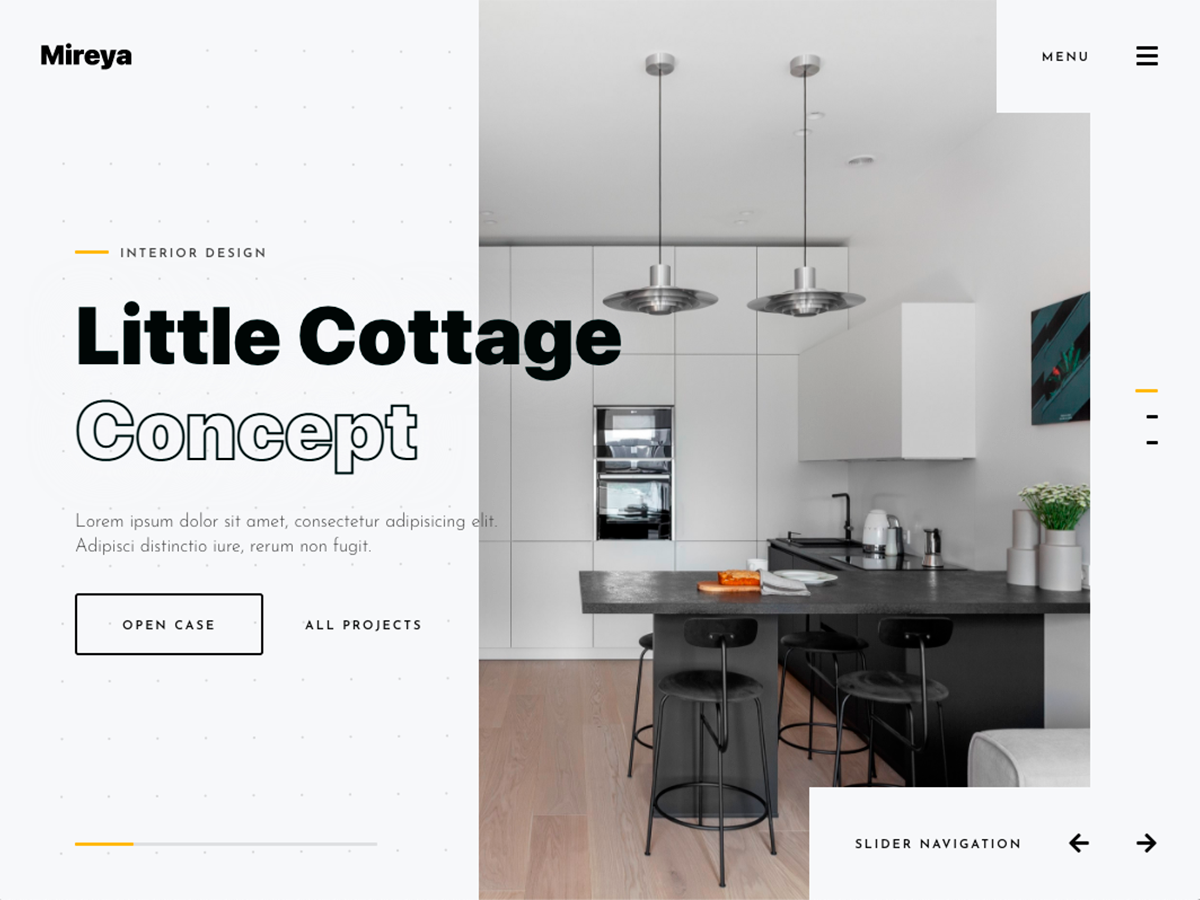 Mireya
MENU
INTERIOR DESIGN
Little Cottage
Concept
Lorem ipsum dolor sit amet, consectetur adipisicing elit.
Adipisci distinctio iure, rerum non fugit.
OPEN CASE
ALL PROJECTS
SLIDER NAVIGATION